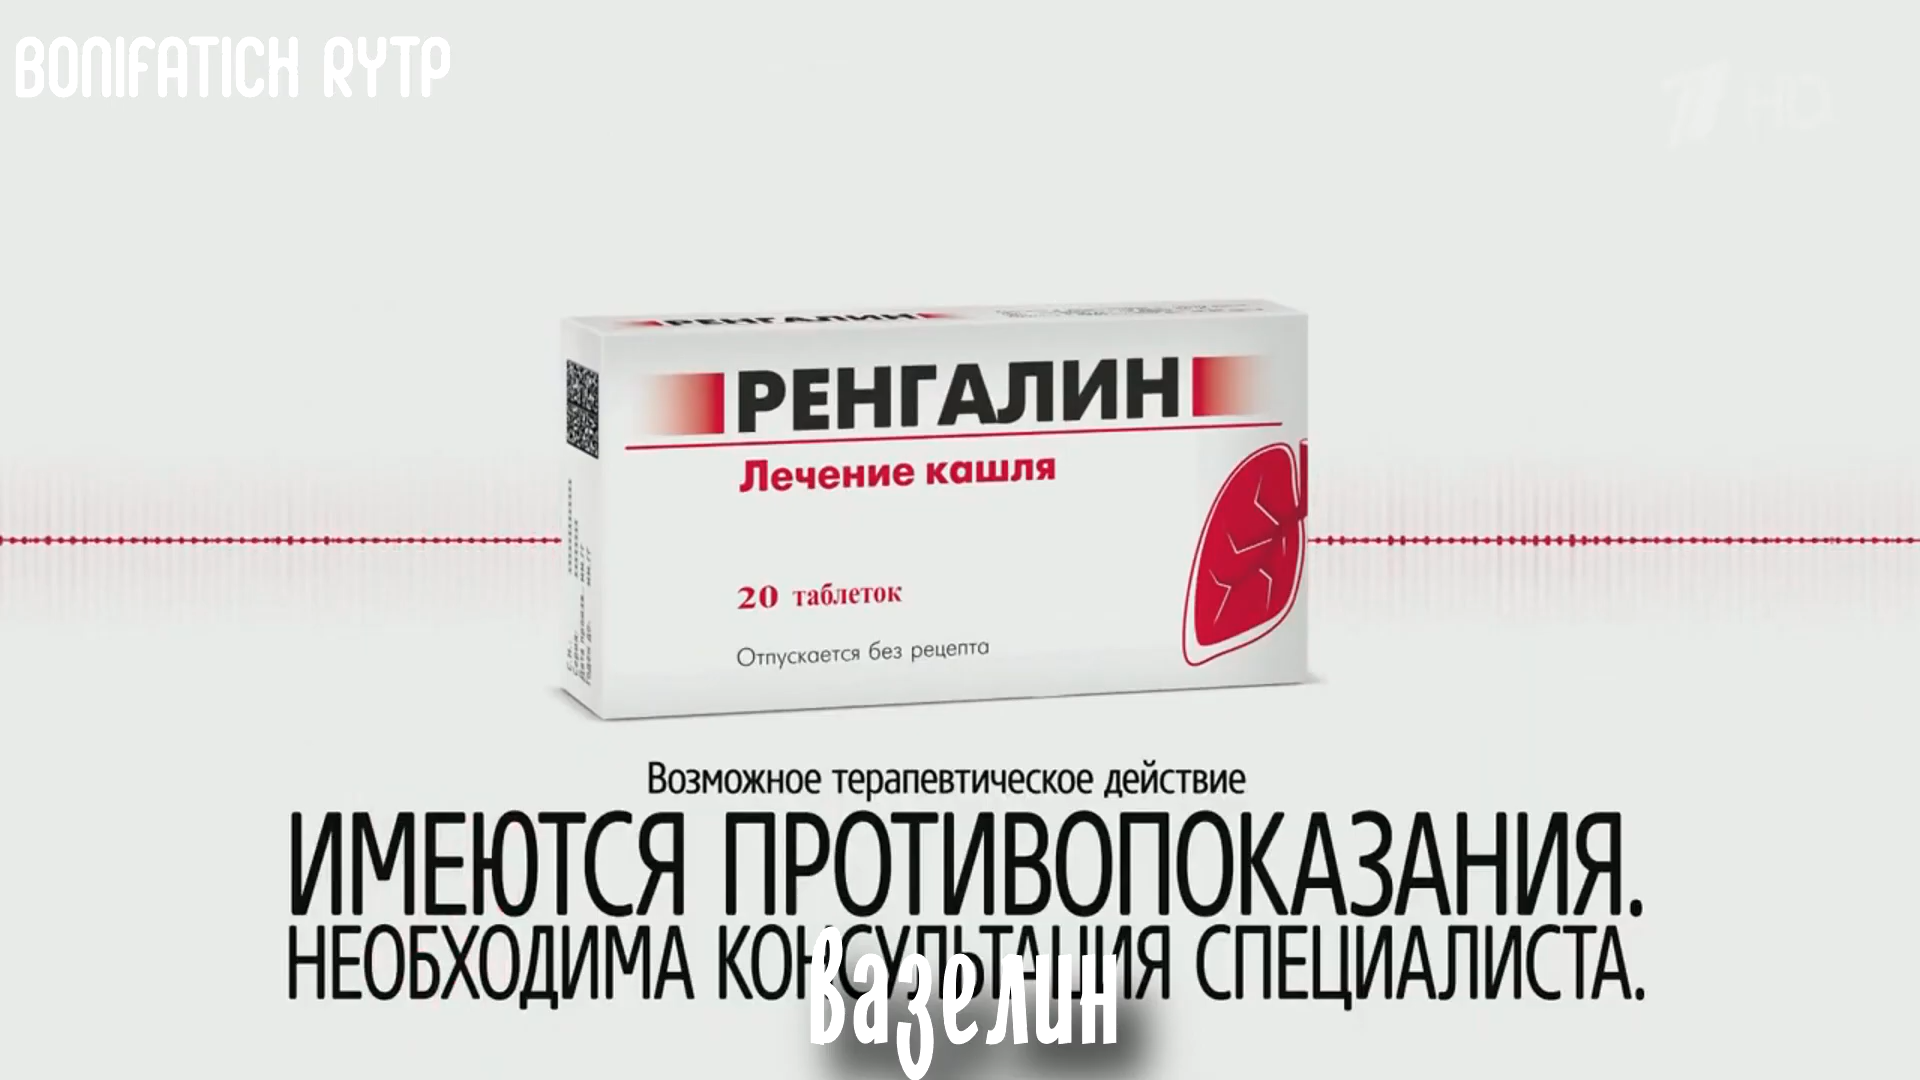 BONIFATICH RYTP
HD
РЕНГАЛИН
РЕНГАЛИН
Лечение кашля
20 таблеток
Отпускается без рецепта
Возможное терапевтическое действие
ИМЕЮТСЯ ПРОТИВОПОКАЗАНИЯ.
НЕОБХОДИМА КОНСУЛЬТАЦИЯ СПЕЦИАЛИСТА.
Вазелин